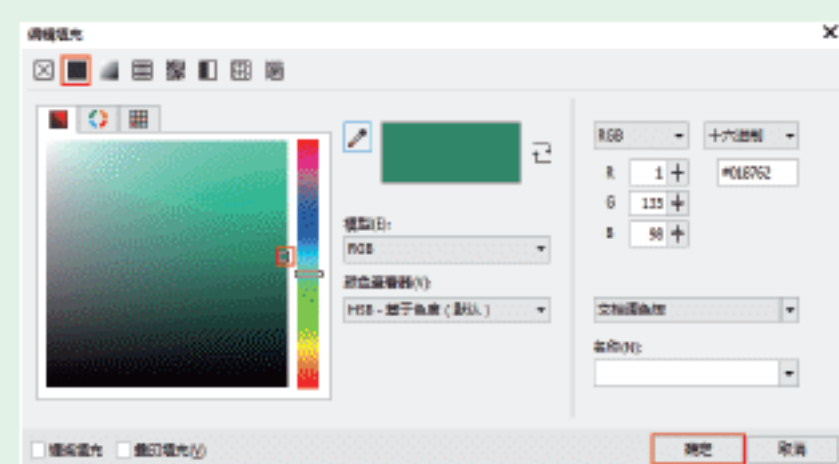 编辑填充
RGB
十六进制
R 1
#018762
G 135
B 98
模型(E):
RGB
颜色查看器(V):
HSB - 基于色度 ( 默认 )
文档调色板
名称(N):
缠绕填充
叠印填充(V)
确定
取消